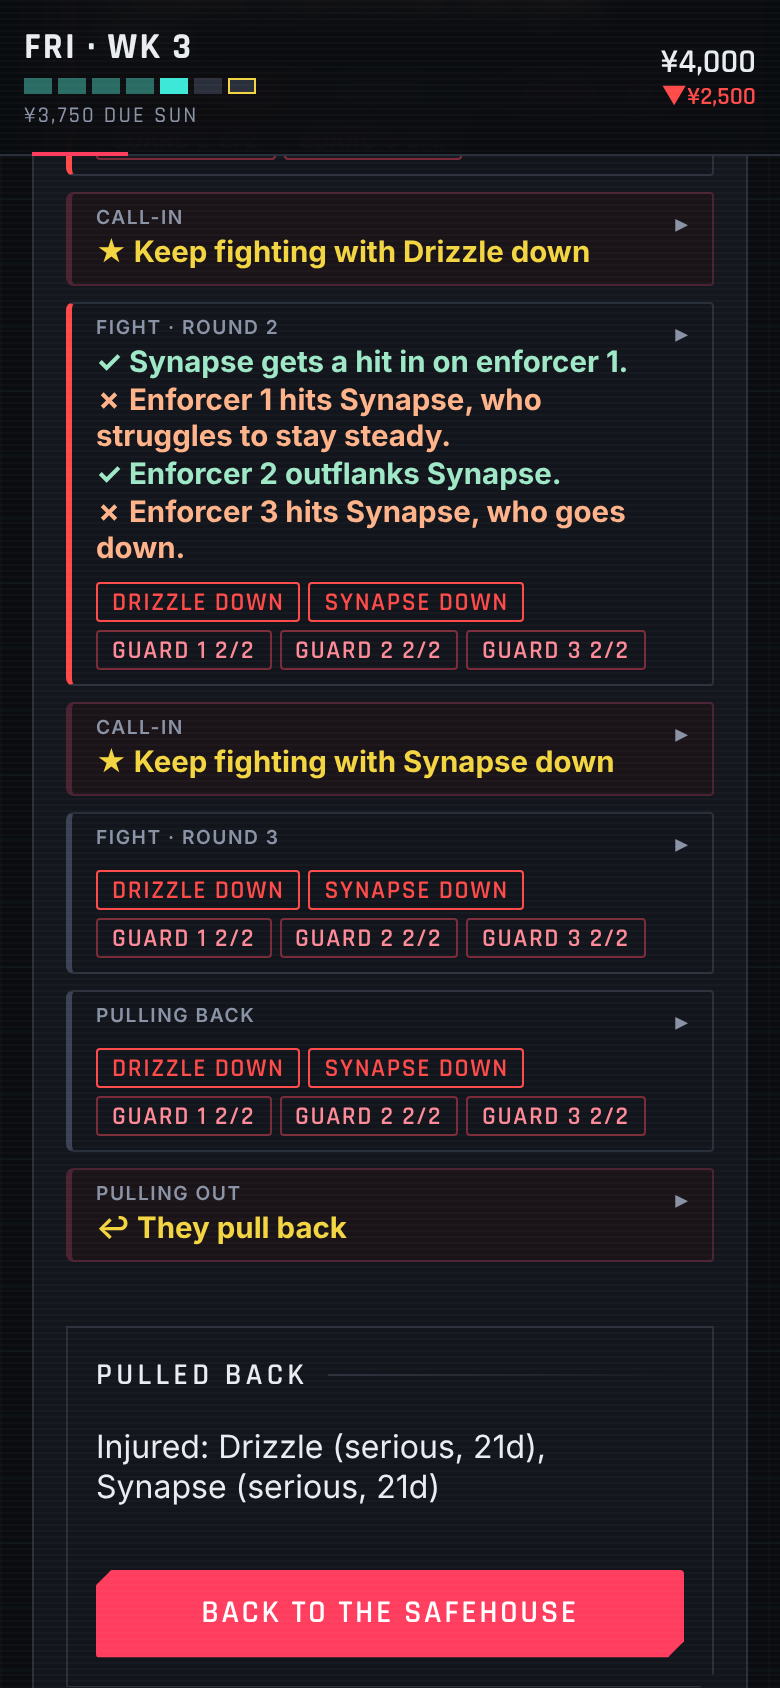 FRI · WK 3
¥4,000
▼¥2,500
¥3,750 DUE SUN
CALL-IN
▶
★ Keep fighting with Drizzle down
FIGHT · ROUND 2
▶
✓ Synapse gets a hit in on enforcer 1.
× Enforcer 1 hits Synapse, who
struggles to stay steady.
✓ Enforcer 2 outflanks Synapse.
× Enforcer 3 hits Synapse, who goes
down.
DRIZZLE DOWN SYNAPSE DOWN
GUARD 1 2/2 GUARD 2 2/2 GUARD 3 2/2
CALL-IN
▶
★ Keep fighting with Synapse down
FIGHT · ROUND 3
▶
DRIZZLE DOWN SYNAPSE DOWN
GUARD 1 2/2 GUARD 2 2/2 GUARD 3 2/2
PULLING BACK
▶
DRIZZLE DOWN SYNAPSE DOWN
GUARD 1 2/2 GUARD 2 2/2 GUARD 3 2/2
PULLING OUT
▶
↩ They pull back
PULLED BACK
Injured: Drizzle (serious, 21d),
Synapse (serious, 21d)
BACK TO THE SAFEHOUSE